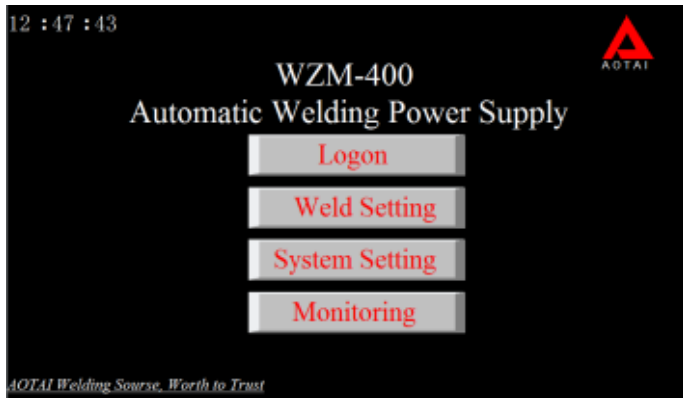 12 :47 :43
AOTAI
WZM-400
Automatic Welding Power Supply
Logon
Weld Setting
System Setting
Monitoring
AOTAI Welding Sourse, Worth to Trust